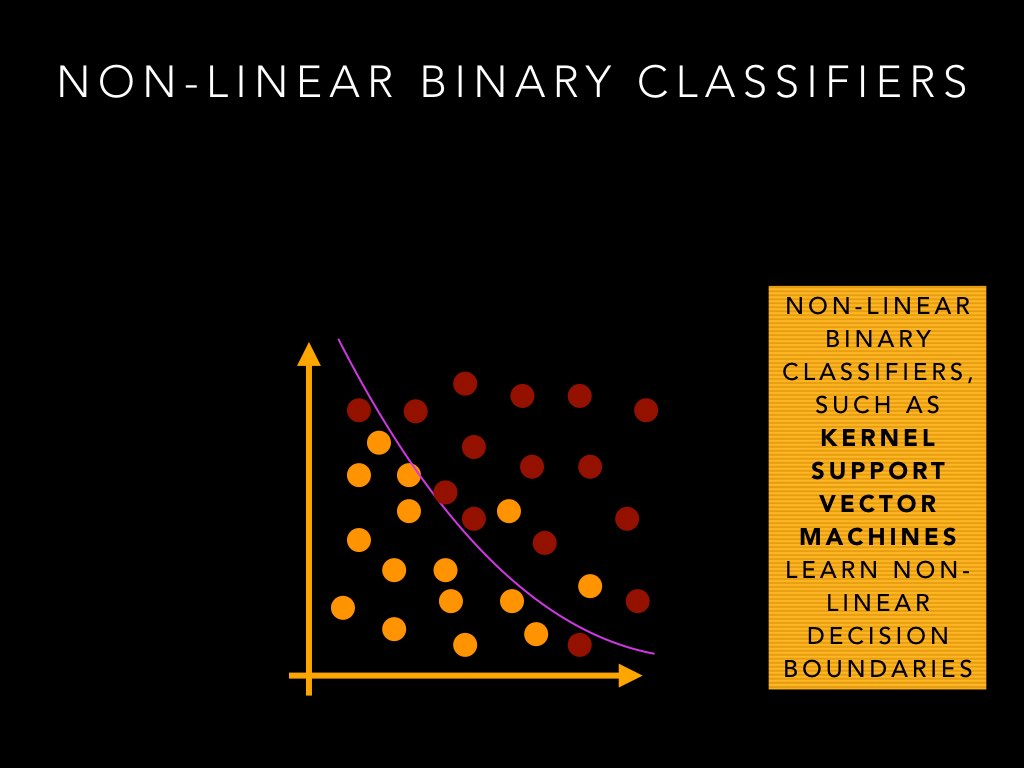 NON-LINEAR BINARY CLASSIFIERS
NON-LINEAR
BINARY
CLASSIFIERS,
SUCH AS
KERNEL
SUPPORT
VECTOR
MACHINES
LEARN NON-
LINEAR
DECISION
BOUNDARIES